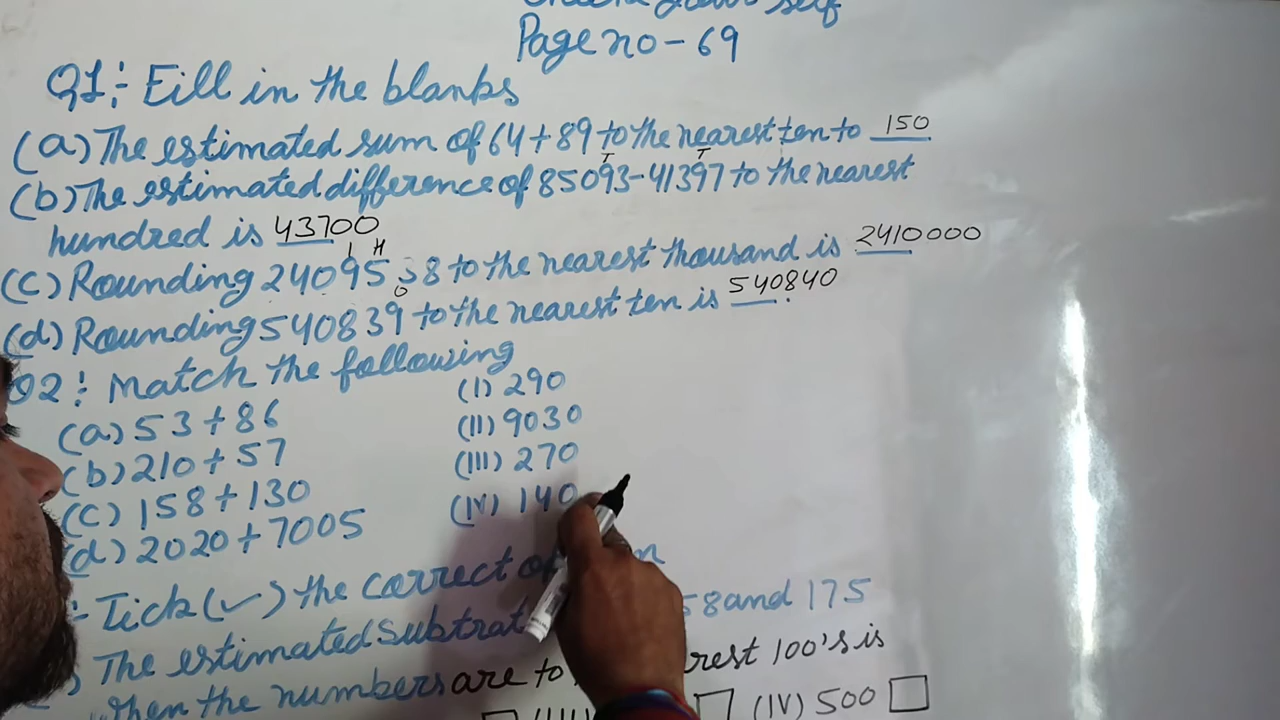 Page no - 69
Q1:- Fill in the blanks
(a) The estimated sum of 64 + 89 to the nearest ten to 150
(b) The estimated difference of 85093 - 41397 to the nearest
hundred is 43700
(c) Rounding 2409538 to the nearest thousand is 2410000
(d) Rounding 540839 to the nearest ten is 540840
Q2: Match the following
(a) 53 + 86 (I) 290
(b) 210 + 57 (II) 9030
(c) 158 + 130 (III) 270
(d) 2020 + 7005 (IV) 140
:- Tick (✓) the correct
The estimated Subtrat 58 and 175
when the numbers are to rest 100's is
(IV) 500